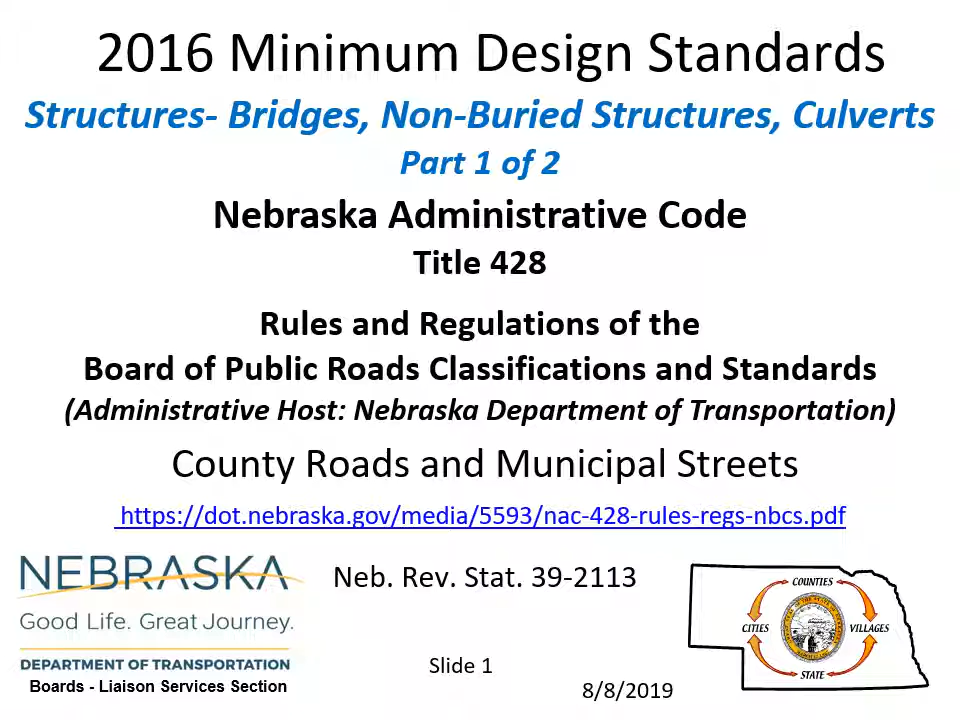 2016 Minimum Design Standards
Structures- Bridges, Non-Buried Structures, Culverts
Part 1 of 2
Nebraska Administrative Code
Title 428
Rules and Regulations of the
Board of Public Roads Classifications and Standards
(Administrative Host: Nebraska Department of Transportation)
County Roads and Municipal Streets
https://dot.nebraska.gov/media/5593/nac-428-rules-regs-nbcs.pdf
NEBRASKA
Good Life. Great Journey.
DEPARTMENT OF TRANSPORTATION
Boards - Liaison Services Section
Neb. Rev. Stat. 39-2113
Slide 1
8/8/2019
COUNTIES
CITIES
VILLAGES
STATE